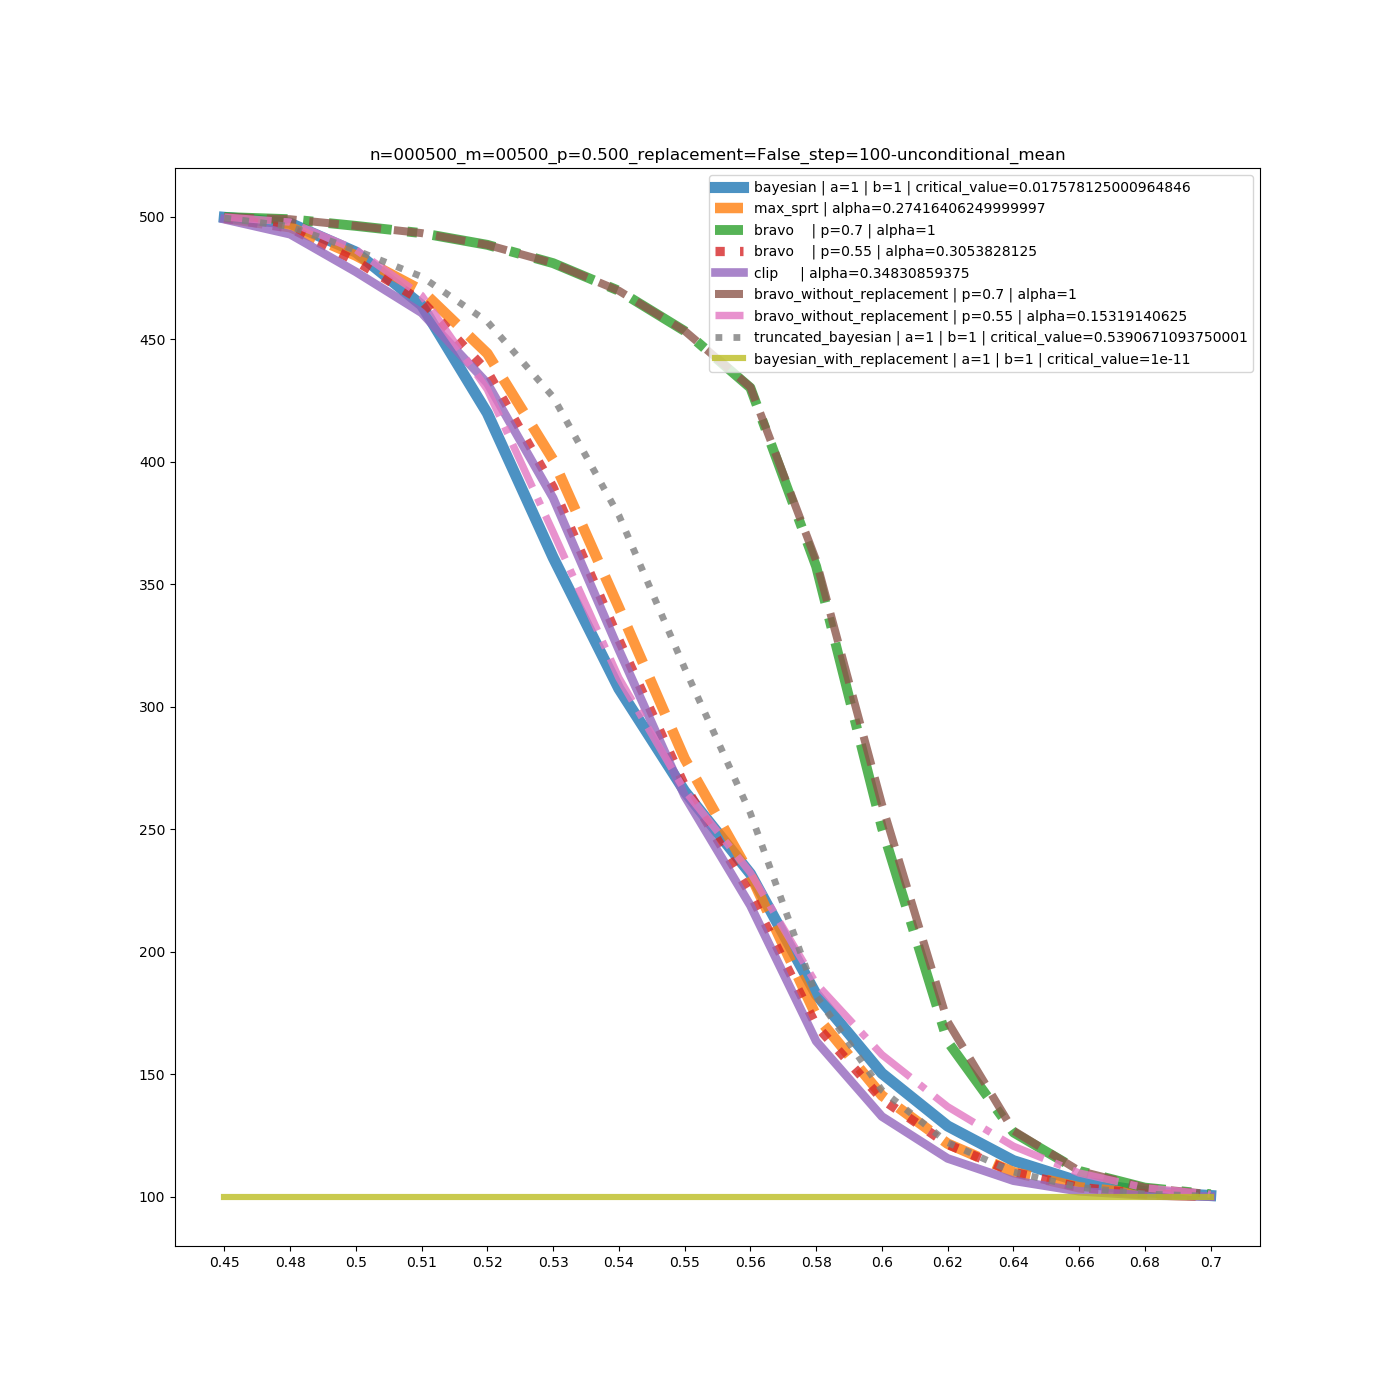 n=000500_m=00500_p=0.500_replacement=False_step=100-unconditional_mean
bayesian | a=1 | b=1 | critical_value=0.017578125000964846
max_sprt | alpha=0.27416406249999997
bravo    | p=0.7 | alpha=1
bravo    | p=0.55 | alpha=0.3053828125
clip     | alpha=0.34830859375
bravo_without_replacement | p=0.7 | alpha=1
bravo_without_replacement | p=0.55 | alpha=0.15319140625
truncated_bayesian | a=1 | b=1 | critical_value=0.5390671093750001
bayesian_with_replacement | a=1 | b=1 | critical_value=1e-11
500
450
400
350
300
250
200
150
100
0.45 0.48 0.5 0.51 0.52 0.53 0.54 0.55 0.56 0.58 0.6 0.62 0.64 0.66 0.68 0.7